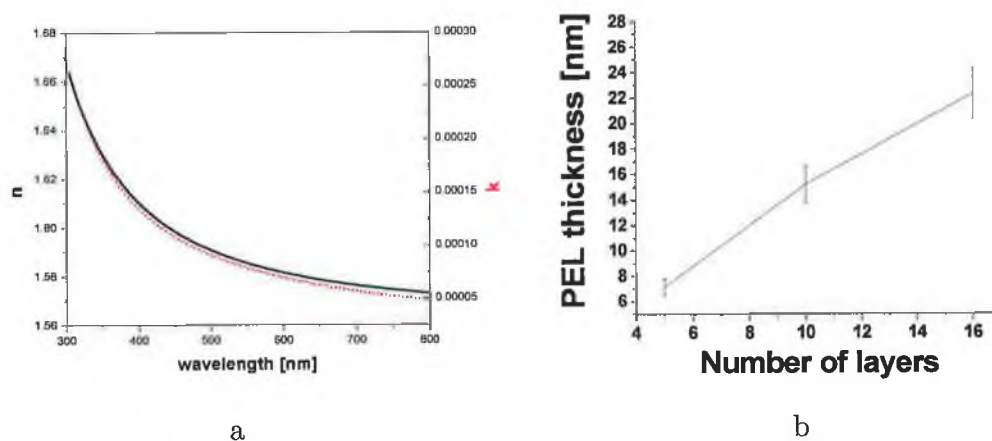 1.68
1.66
1.64
1.62
1.60
1.58
1.56
n
300 400 500 600 700 800
wavelength [nm]
0.00030
0.00025
0.00020
0.00015
0.00010
0.00005
k
a
28
26
24
22
20
18
16
14
12
10
8
6
PEL thickness [nm]
4 6 8 10 12 14 16
Number of layers
b